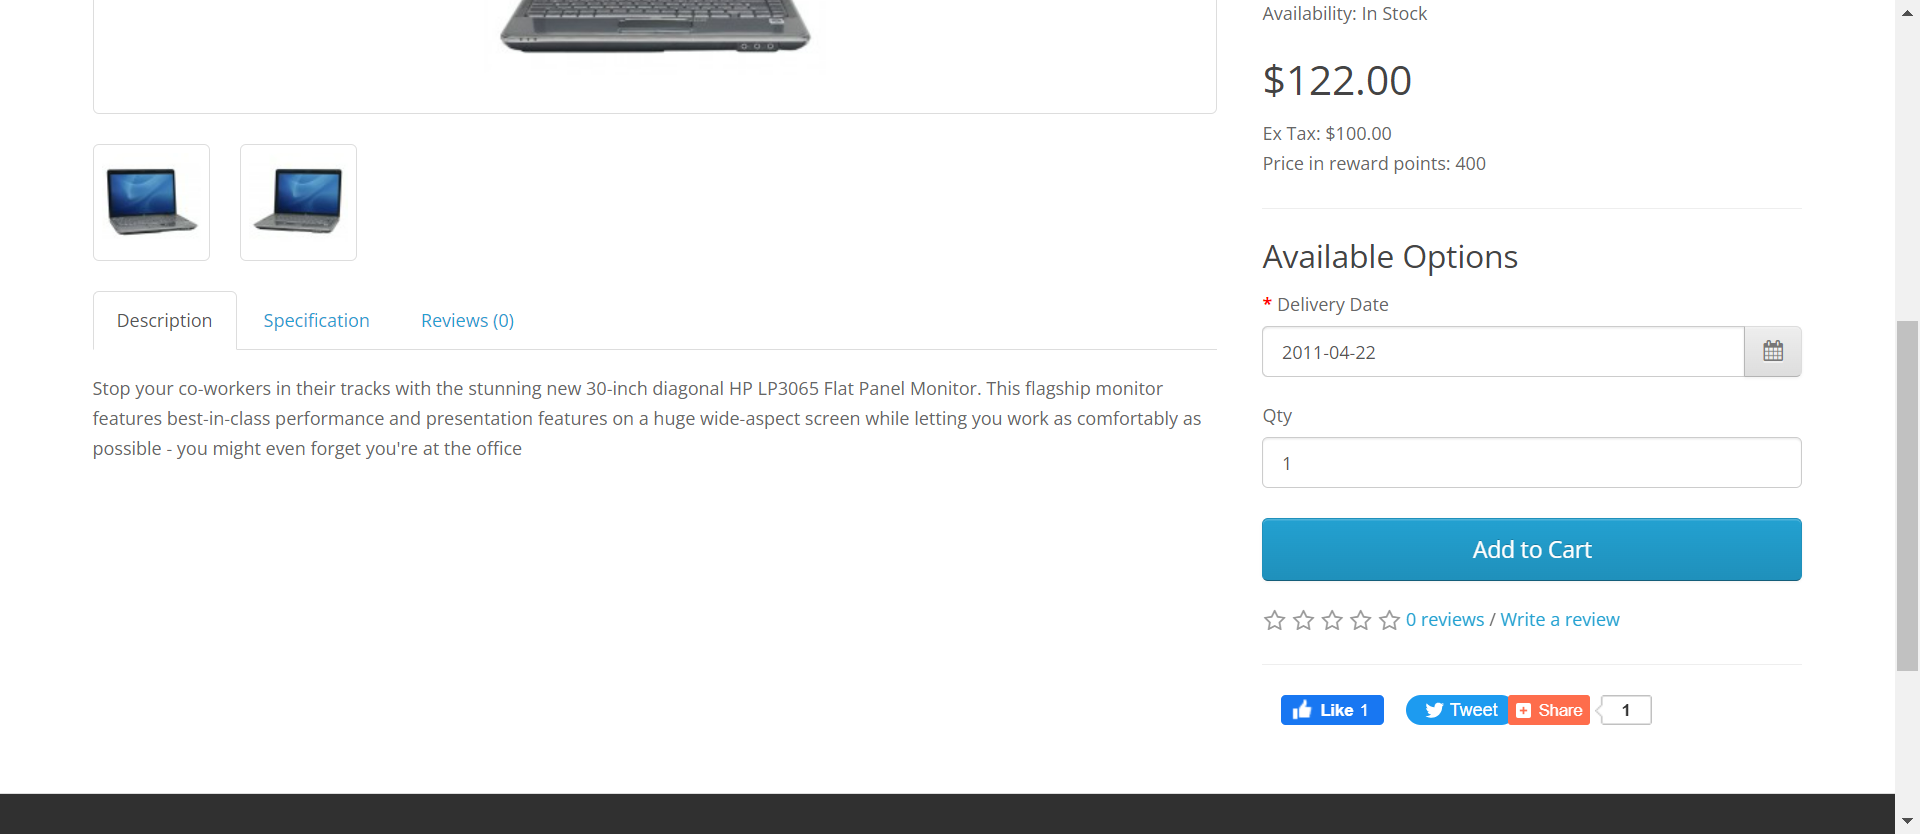 Availability: In Stock
$122.00
Ex Tax: $100.00
Price in reward points: 400
Available Options
* Delivery Date
2011-04-22
Qty
1
Add to Cart
0 reviews / Write a review
Like 1
Tweet
Share
1
Description
Specification
Reviews (0)
Stop your co-workers in their tracks with the stunning new 30-inch diagonal HP LP3065 Flat Panel Monitor. This flagship monitor
features best-in-class performance and presentation features on a huge wide-aspect screen while letting you work as comfortably as
possible - you might even forget you're at the office